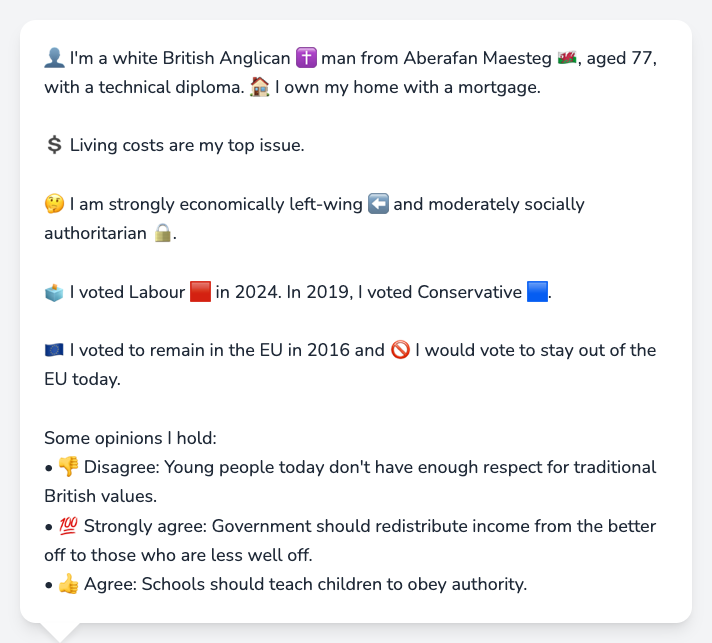 👤 I'm a white British Anglican ✝️ man from Aberafan Maesteg 🏴󠁧󠁢󠁷󠁬󠁳󠁿, aged 77,
with a technical diploma. 🏠 I own my home with a mortgage.
💲 Living costs are my top issue.
🤔 I am strongly economically left-wing ⬅️ and moderately socially
authoritarian 🔒.
🗳️ I voted Labour 🟥 in 2024. In 2019, I voted Conservative 🟦.
🇪🇺 I voted to remain in the EU in 2016 and 🚫 I would vote to stay out of the
EU today.
Some opinions I hold:
• 👎 Disagree: Young people today don't have enough respect for traditional
British values.
• 💯 Strongly agree: Government should redistribute income from the better
off to those who are less well off.
• 👍 Agree: Schools should teach children to obey authority.